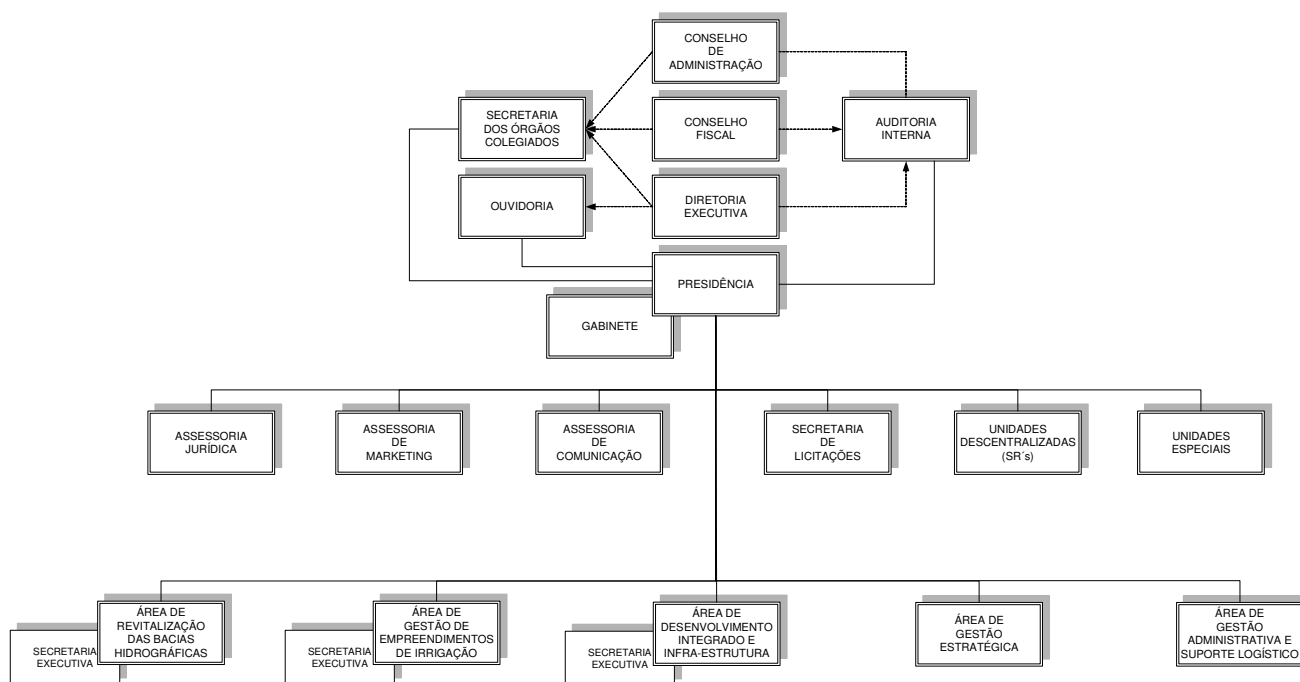 CONSELHO
DE
ADMINISTRAÇÃO
SECRETARIA
DOS ÓRGÃOS
COLEGIADOS
CONSELHO
FISCAL
AUDITORIA
INTERNA
OUVIDORIA
DIRETORIA
EXECUTIVA
PRESIDÊNCIA
GABINETE
ASSESSORIA
JURÍDICA
ASSESSORIA
DE
MARKETING
ASSESSORIA
DE
COMUNICAÇÃO
SECRETARIA
DE
LICITAÇÕES
UNIDADES
DESCENTRALIZADAS
(SR´s)
UNIDADES
ESPECIAIS
ÁREA DE
REVITALIZAÇÃO
DAS BACIAS
HIDROGRÁFICAS
SECRETARIA
EXECUTIVA
ÁREA DE
GESTÃO DE
EMPREENDIMENTOS
DE IRRIGAÇÃO
SECRETARIA
EXECUTIVA
ÁREA DE
DESENVOLVIMENTO
INTEGRADO E
INFRA-ESTRUTURA
SECRETARIA
EXECUTIVA
ÁREA DE
GESTÃO
ESTRATÉGICA
ÁREA DE
GESTÃO
ADMINISTRATIVA E
SUPORTE LOGÍSTICO